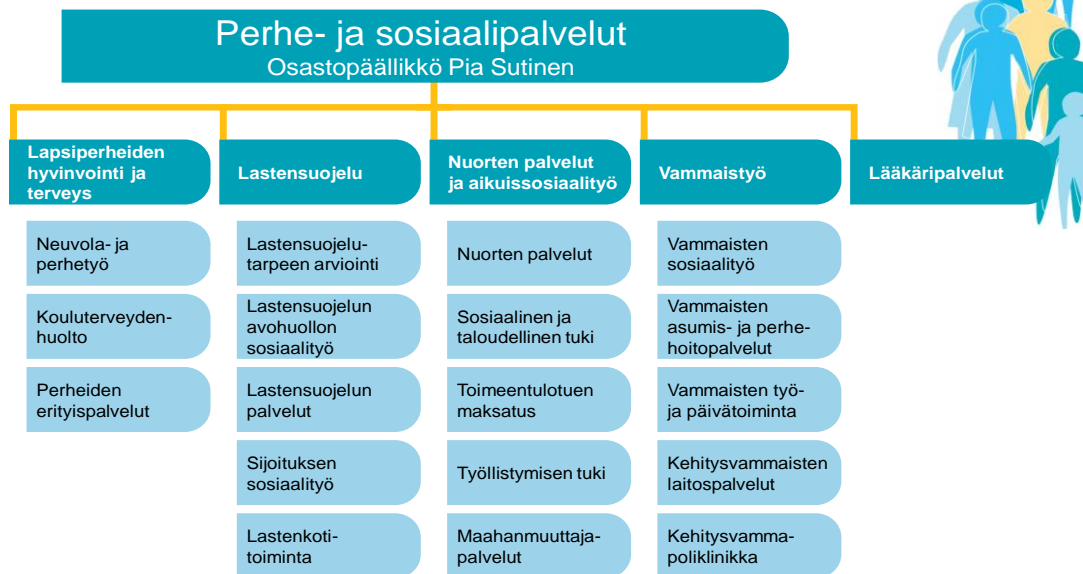 Perhe- ja sosiaalipalvelut
Osastopäällikkö Pia Sutinen
Lapsiperheiden
hyvinvointi ja
terveys
Neuvola- ja
perhetyö
Kouluterveyden-
huolto
Perheiden
erityispalvelut
Lastensuojelu
Lastensuojelu-
tarpeen arviointi
Lastensuojelun
avohuollon
sosiaalityö
Lastensuojelun
palvelut
Sijoituksen
sosiaalityö
Lastenkoti-
toiminta
Nuorten palvelut
ja aikuissosiaalityö
Nuorten palvelut
Sosiaalinen ja
taloudellinen tuki
Toimeentulotuen
maksatus
Työllistymisen tuki
Maahanmuuttaja-
palvelut
Vammaistyö
Vammaisten
sosiaalityö
Vammaisten
asumis- ja perhe-
hoitopalvelut
Vammaisten työ-
ja päivätoiminta
Kehitysvammaisten
laitospalvelut
Kehitysvamma-
poliklinikka
Lääkäripalvelut